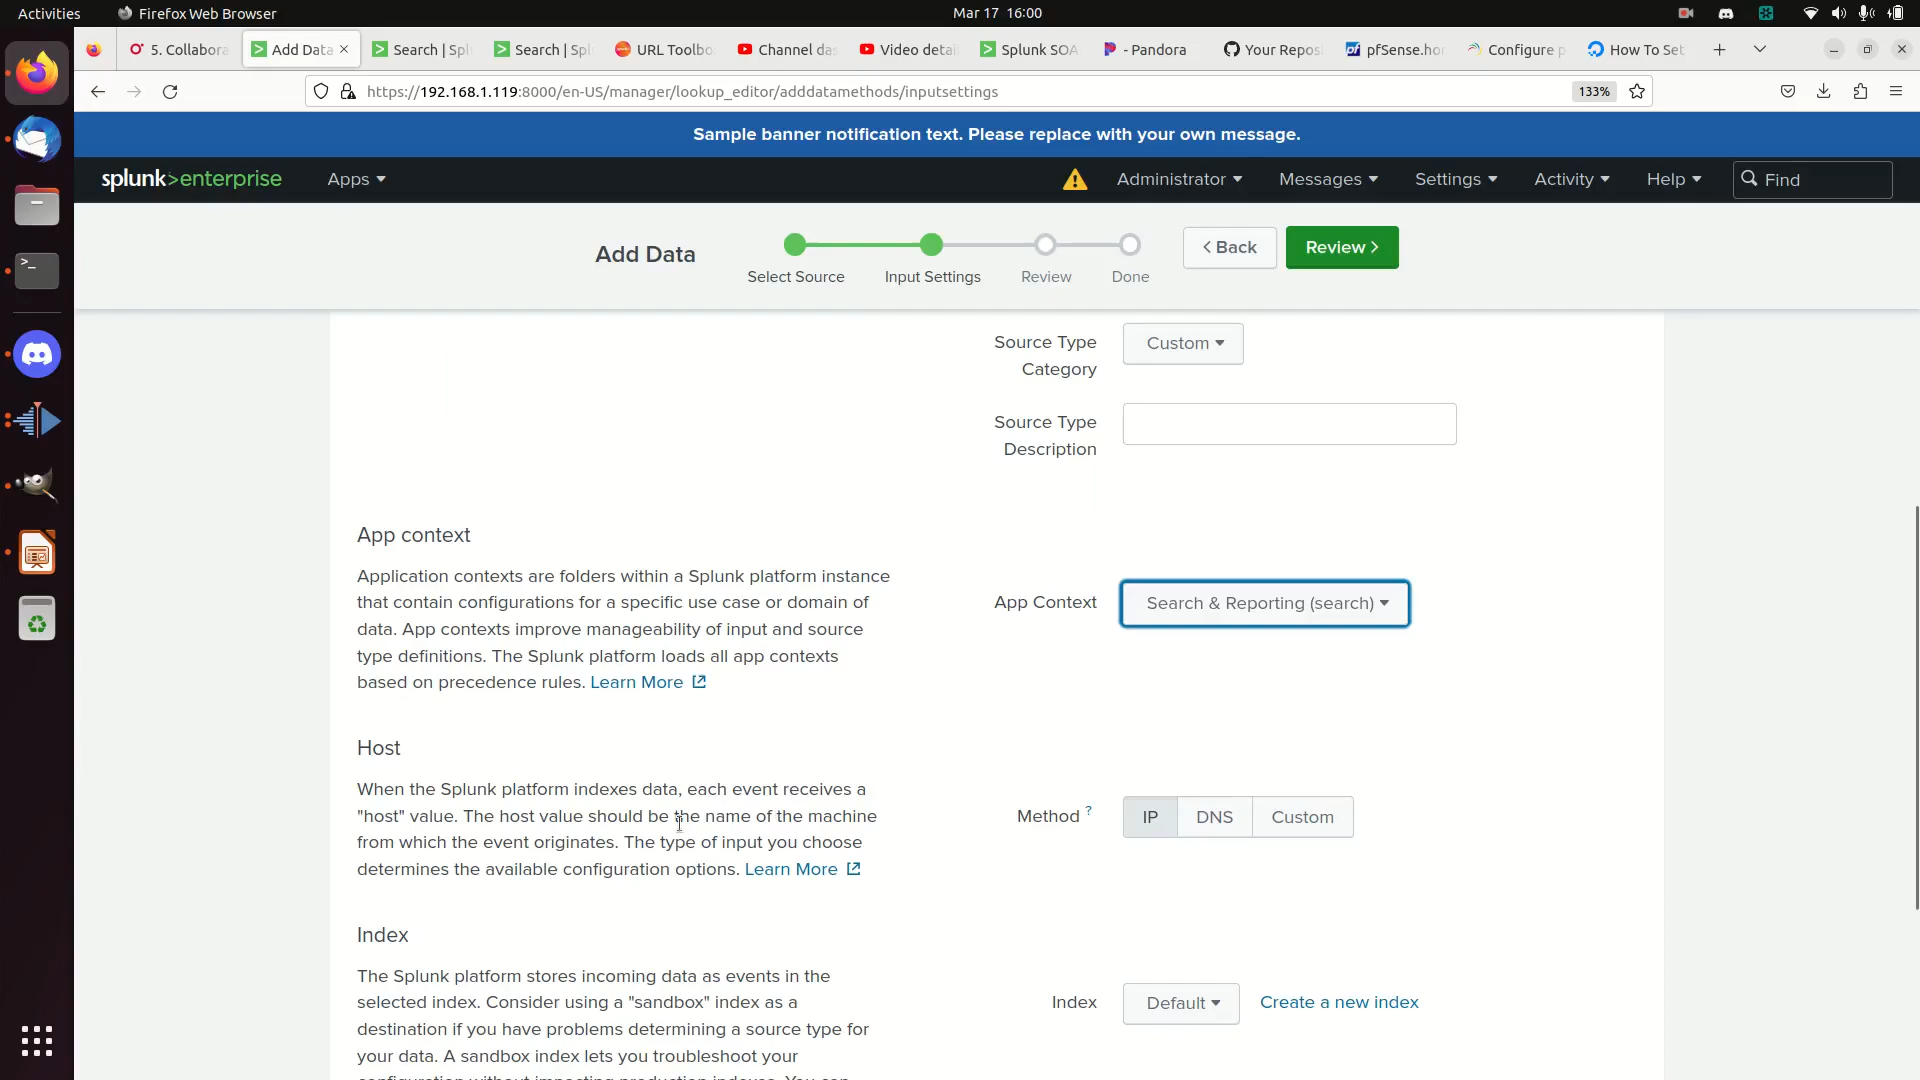 Activities Firefox Web Browser Mar 17 16:00
5. Collabora Add Data Search | Spl Search | Spl URL Toolbo Channel das Video detai Splunk SOA - Pandora Your Repos pfSense.ho Configure p How To Set
https://192.168.1.119:8000/en-US/manager/lookup_editor/adddatamethods/inputsettings 133%
Sample banner notification text. Please replace with your own message.
splunk>enterprise Apps Administrator Messages Settings Activity Help Find
Add Data Select Source Input Settings Review Done < Back Review >
Source Type
Category
Custom
Source Type
Description
App context
Application contexts are folders within a Splunk platform instance
that contain configurations for a specific use case or domain of
data. App contexts improve manageability of input and source
type definitions. The Splunk platform loads all app contexts
based on precedence rules. Learn More
App Context Search & Reporting (search)
Host
When the Splunk platform indexes data, each event receives a
"host" value. The host value should be the name of the machine
from which the event originates. The type of input you choose
determines the available configuration options. Learn More
Method ? IP DNS Custom
Index
The Splunk platform stores incoming data as events in the
selected index. Consider using a "sandbox" index as a
destination if you have problems determining a source type for
your data. A sandbox index lets you troubleshoot your
configuration without impacting production indexes. You can
Index Default Create a new index